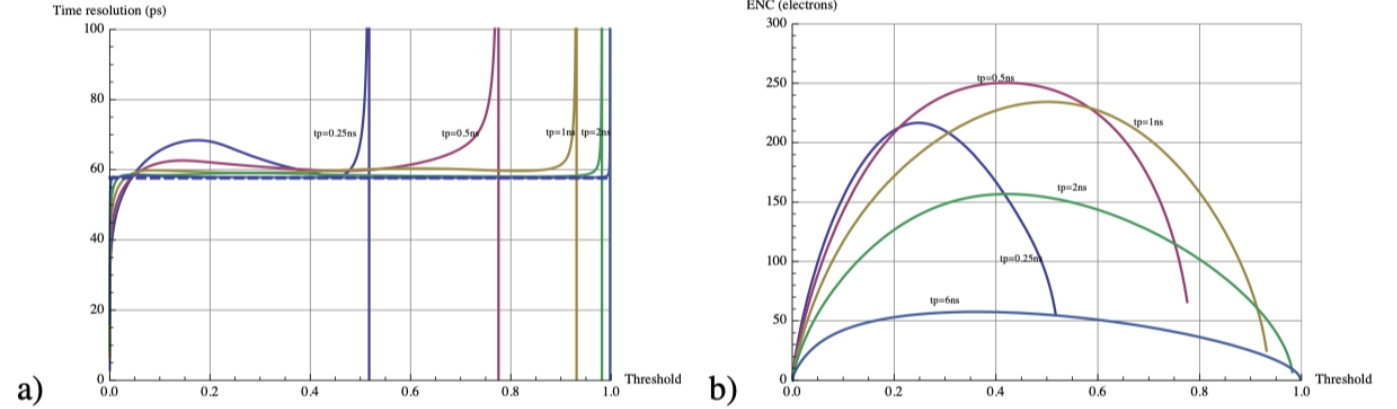 Time resolution (ps)
100
80
60
40
20
0
tp=0.25ns
tp=0.5ns
tp=1ns
tp=2ns
0.0
0.2
0.4
0.6
0.8
1.0
Threshold
a)
ENC (electrons)
300
250
200
150
100
50
0
tp=0.5ns
tp=1ns
tp=2ns
tp=0.25ns
tp=6ns
0.0
0.2
0.4
0.6
0.8
1.0
Threshold
b)